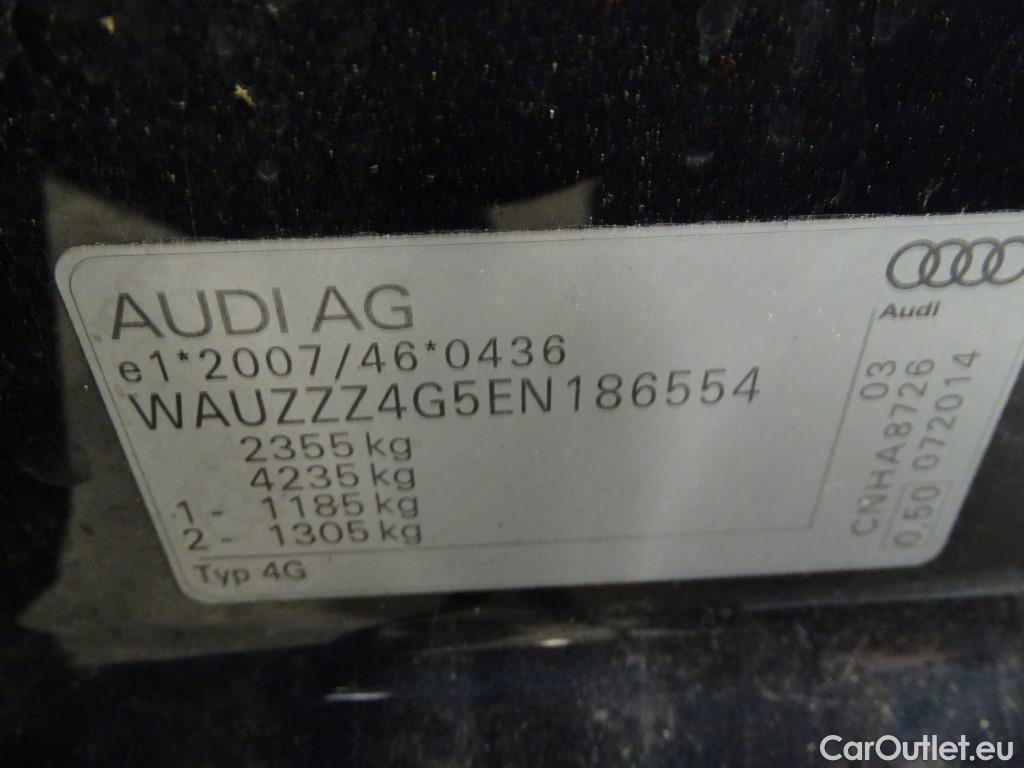 AUDI AG
e1*2007/46*0436
WAUZZZ4G5EN186554
2355 kg
4235 kg
1 - 1185 kg
2 - 1305 kg
Typ 4G
Audi
03
CNHA8726
0.50 072014
CarOutlet.eu